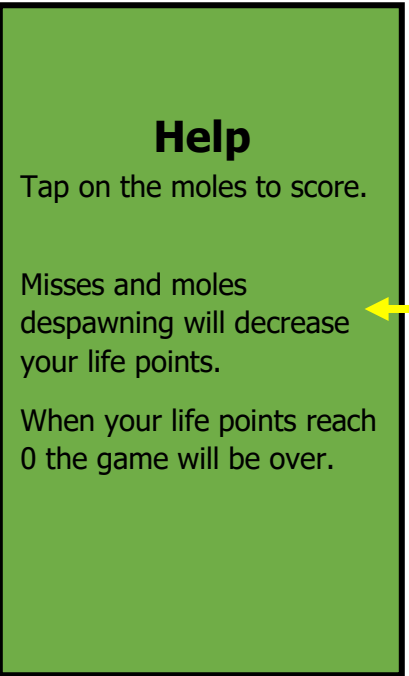 Help
Tap on the moles to score.
Misses and moles
despawning will decrease
your life points.
When your life points reach
0 the game will be over.